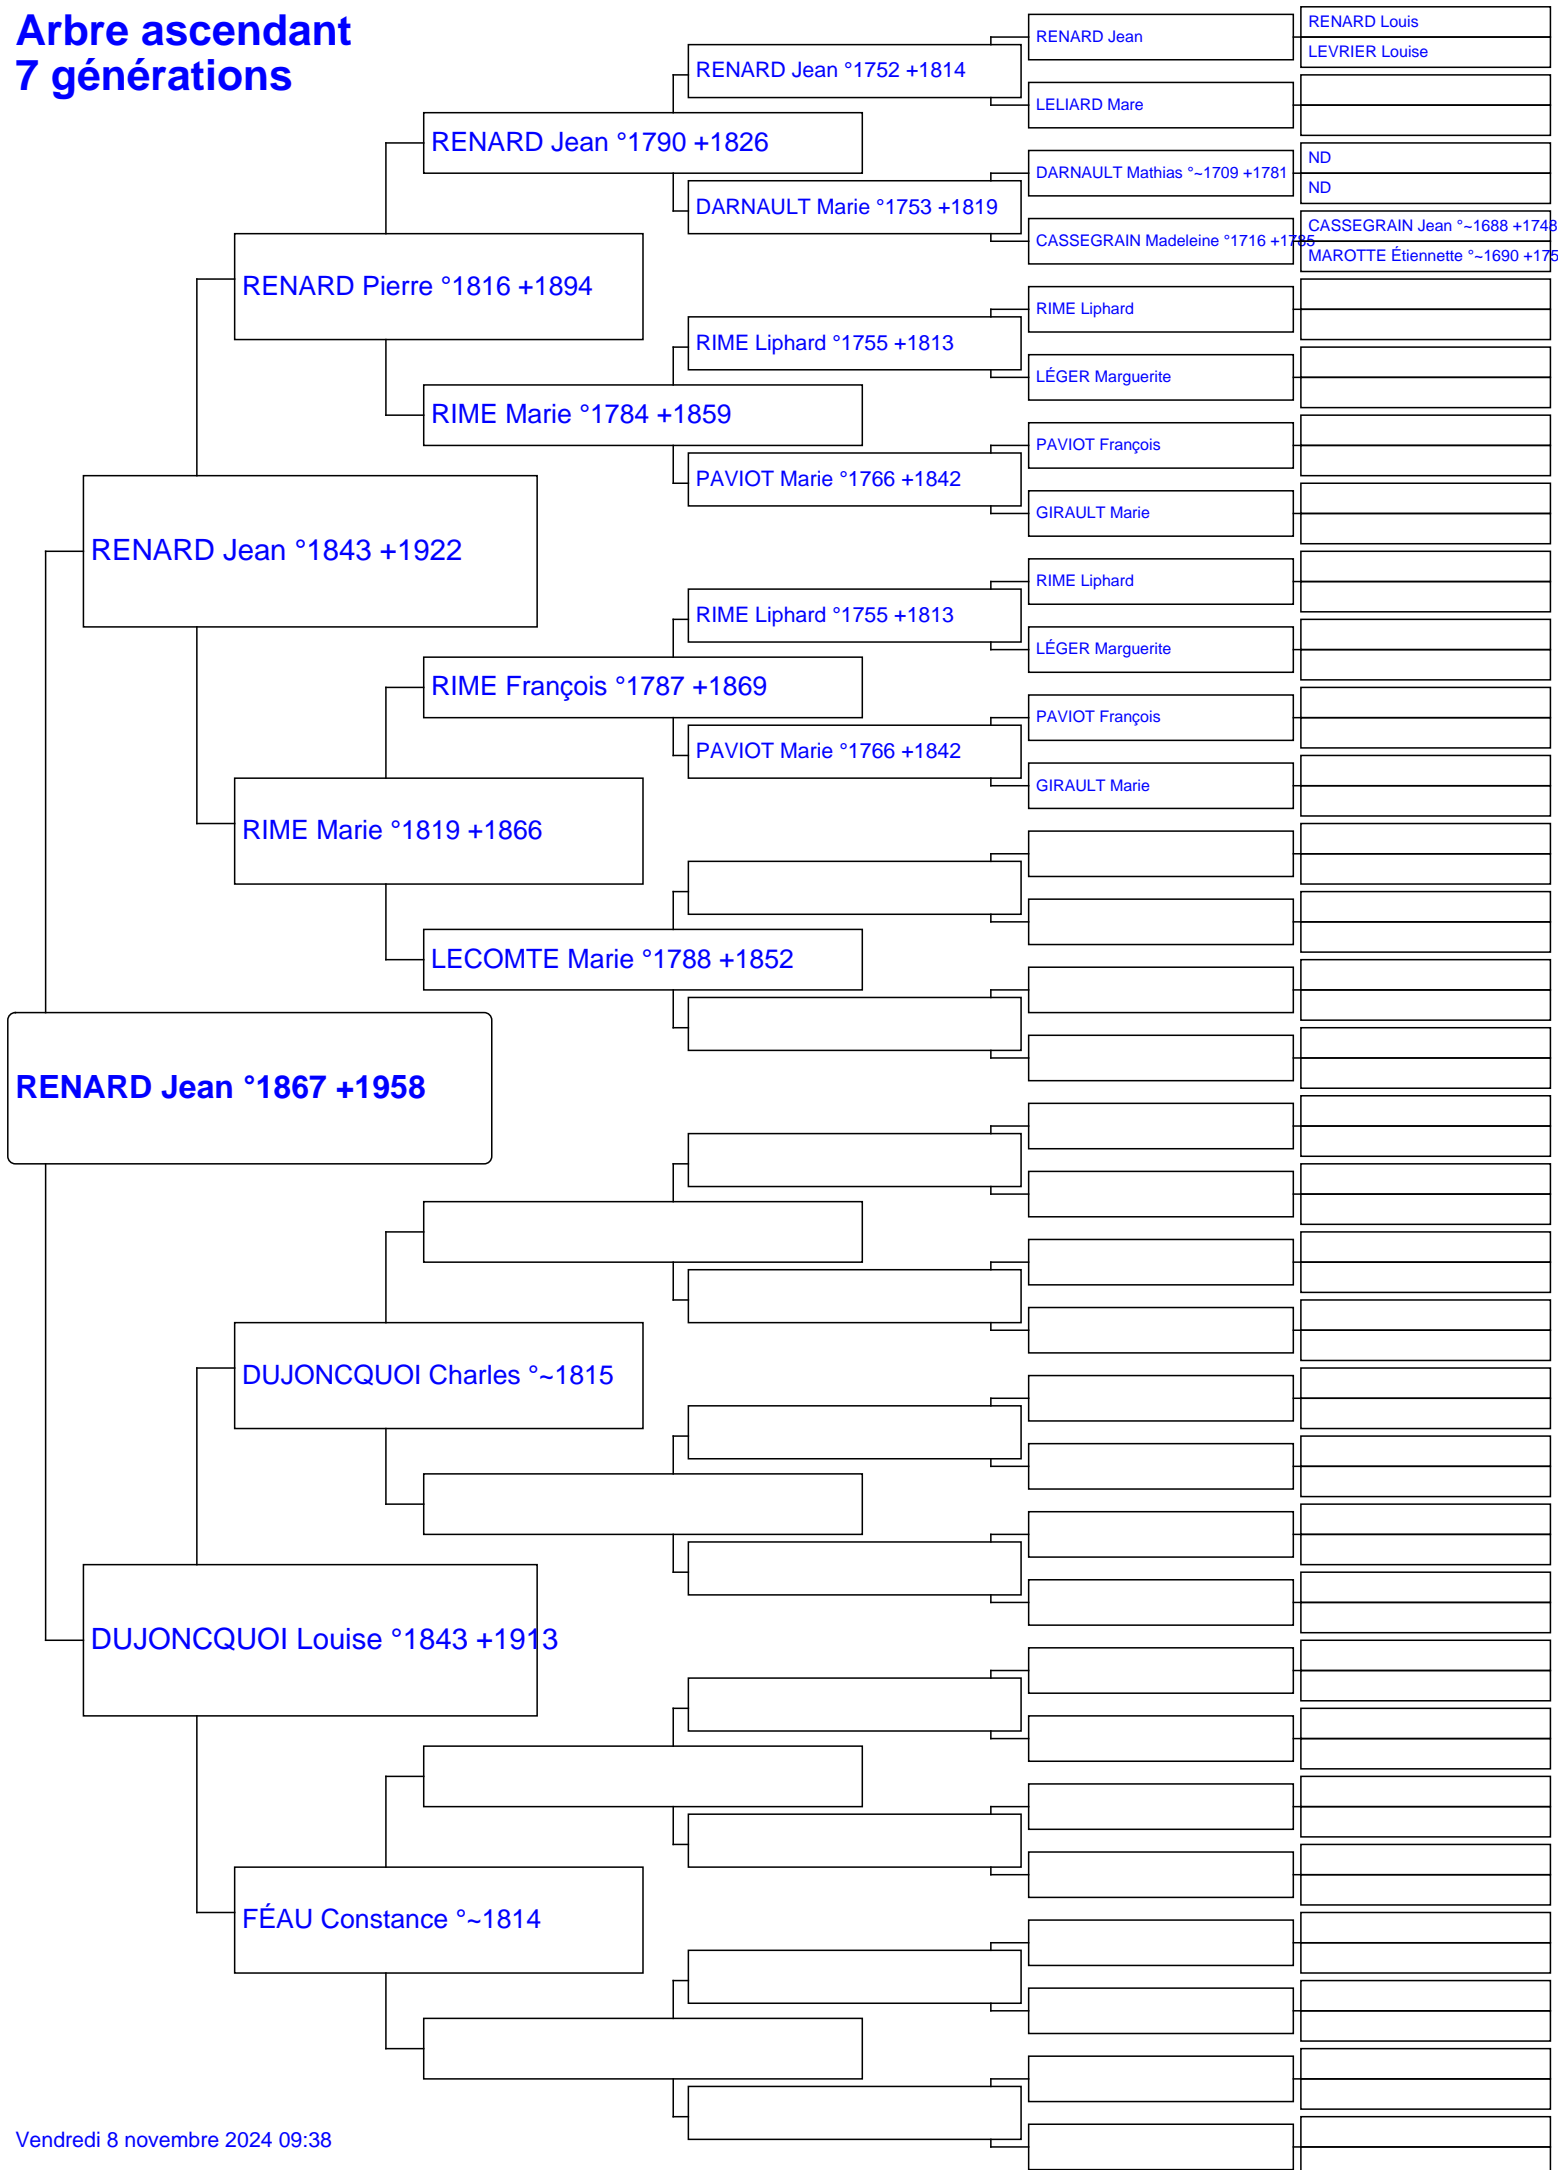 Arbre ascendant
7 générations
RENARD Jean °1867 +1958
RENARD Jean °1843 +1922
DUJONCQUOI Louise °1843 +1913
RENARD Pierre °1816 +1894
RIME Marie °1819 +1866
DUJONCQUOI Charles °~1815
FÉAU Constance °~1814
RENARD Jean °1790 +1826
RIME Marie °1784 +1859
RIME François °1787 +1869
LECOMTE Marie °1788 +1852
RENARD Jean °1752 +1814
DARNAULT Marie °1753 +1819
RIME Liphard °1755 +1813
PAVIOT Marie °1766 +1842
RIME Liphard °1755 +1813
PAVIOT Marie °1766 +1842
RENARD Jean
LELIARD Mare
DARNAULT Mathias °~1709 +1781
CASSEGRAIN Madeleine °1716 +1785
RIME Liphard
LÉGER Marguerite
PAVIOT François
GIRAULT Marie
RIME Liphard
LÉGER Marguerite
PAVIOT François
GIRAULT Marie
RENARD Louis
LEVRIER Louise
ND
ND
CASSEGRAIN Jean °~1688 +1748
MAROTTE Étiennette °~1690 +175
Vendredi 8 novembre 2024 09:38